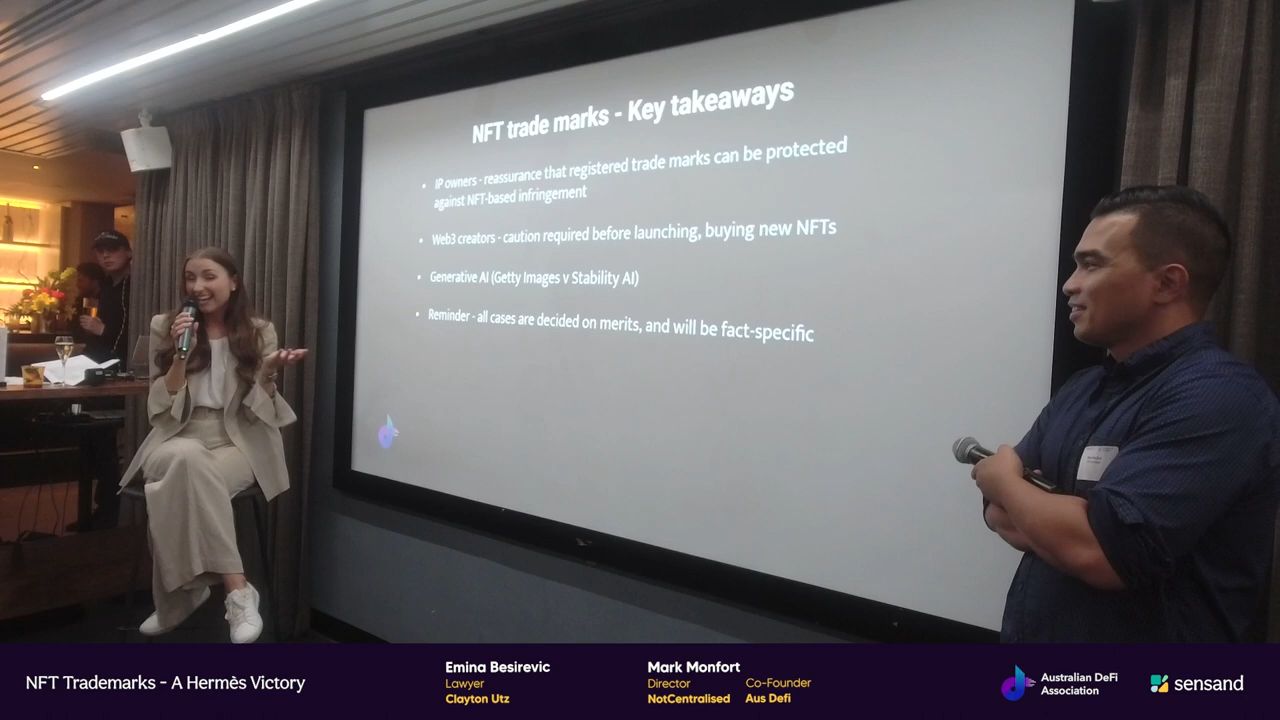 NFT trade marks - Key takeaways
• IP owners - reassurance that registered trade marks can be protected
against NFT-based infringement
• Web3 creators - caution required before launching, buying new NFTs
• Generative AI (Getty Images v Stability AI)
• Reminder - all cases are decided on merits, and will be fact-specific
NFT Trademarks - A Hermès Victory
Emina Besirevic
Lawyer
Clayton Utz
Mark Monfort
Director
NotCentralised
Co-Founder
Aus Defi
Australian DeFi
Association
sensand